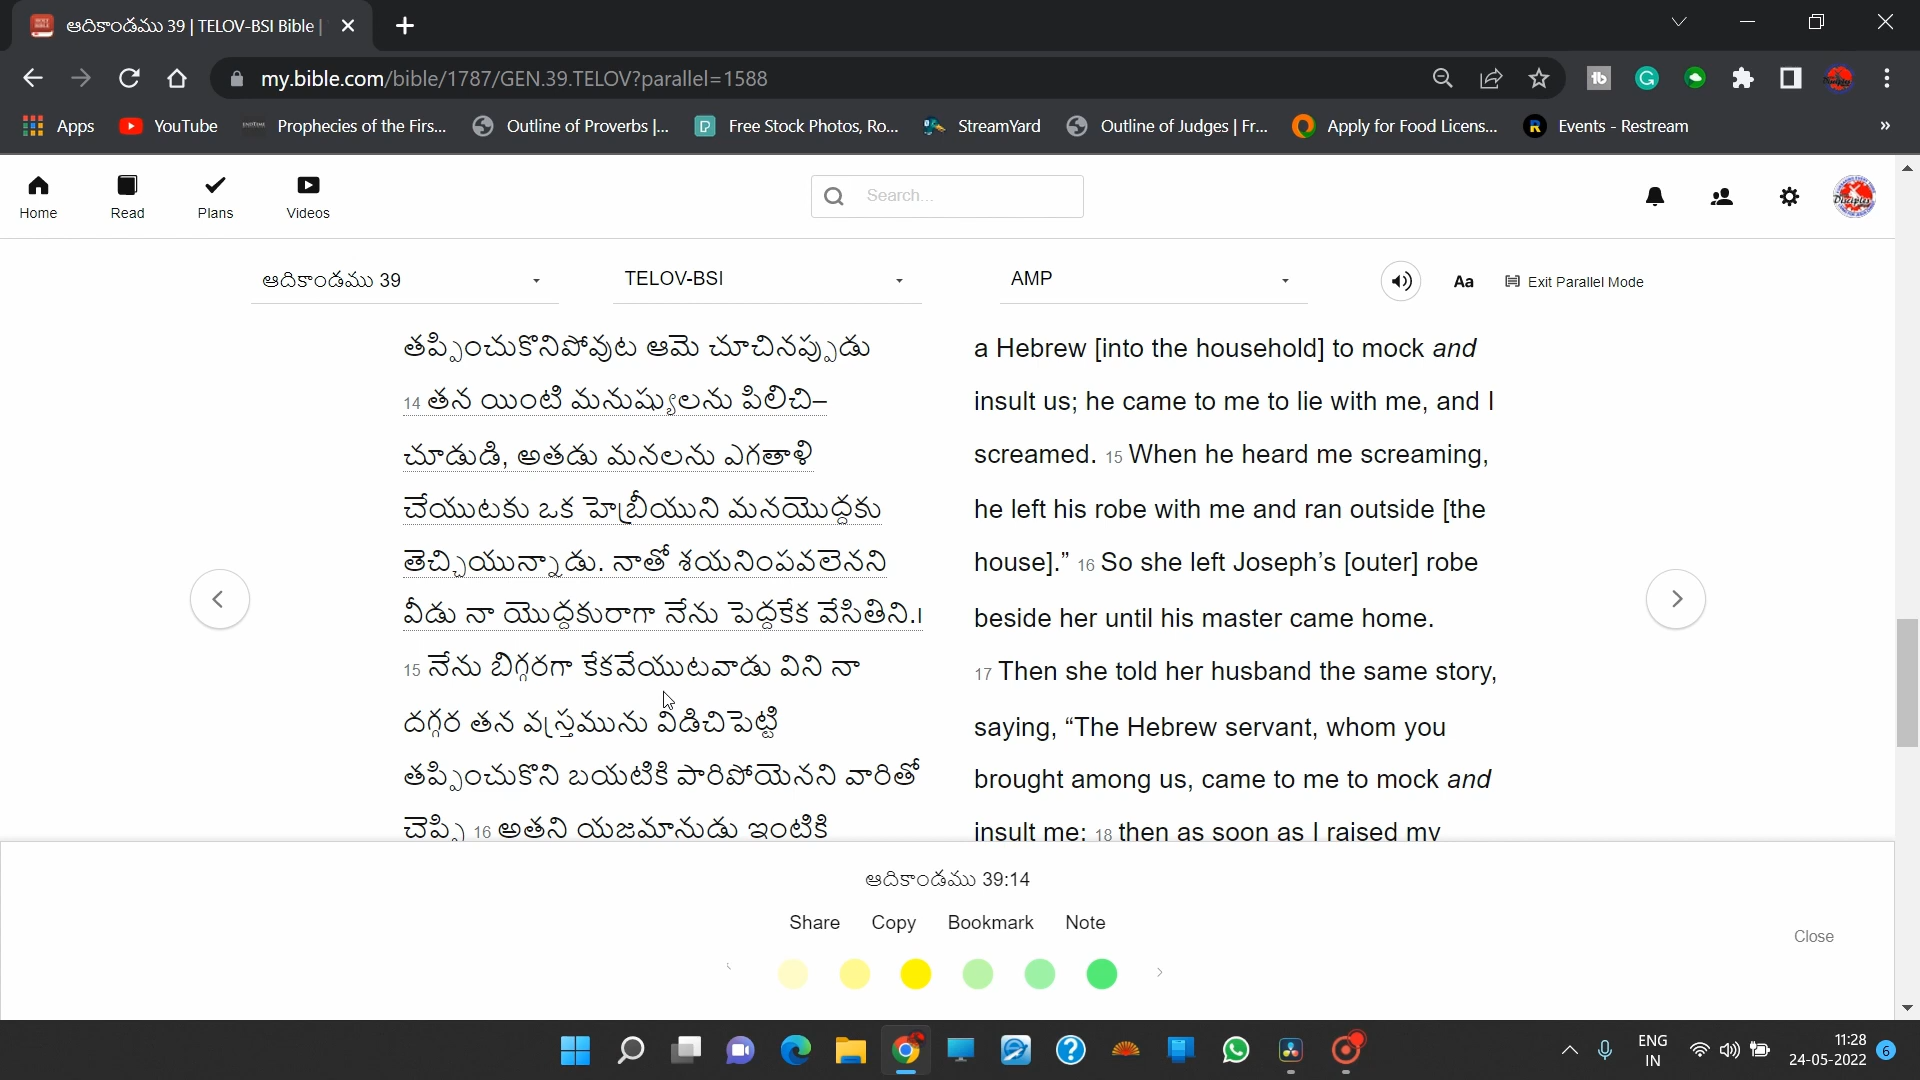 ఆదికాండము 39 | TELOV-BSI Bible |
my.bible.com/bible/1787/GEN.39.TELOV?parallel=1588
Apps YouTube Prophecies of the Firs... Outline of Proverbs |... Free Stock Photos, Ro... StreamYard Outline of Judges | Fr... Apply for Food Licens... Events - Restream »
Home Read Plans Videos
Search...
ఆదికాండము 39 TELOV-BSI AMP Aa Exit Parallel Mode
తప్పించుకొనిపోవుట ఆమె చూచినప్పుడు
14 తన యింటి మనుష్యులను పిలిచి–
చూడుడి, అతడు మనలను ఎగతాళి
చేయుటకు ఒక హెబ్రీయుని మనయొద్దకు
తెచ్చియున్నాడు. నాతో శయనింపవలెనని
వీడు నా యొద్దకురాగా నేను పెద్దకేక వేసితిని.।
15 నేను బిగ్గరగా కేకవేయుటవాడు విని నా
దగ్గర తన వస్త్రమును విడిచిపెట్టి
తప్పించుకొని బయటికి పారిపోయెనని వారితో
చెప్పి 16 అతని యజమానుడు ఇంటికి
a Hebrew [into the household] to mock and
insult us; he came to me to lie with me, and I
screamed. 15 When he heard me screaming,
he left his robe with me and ran outside [the
house].” 16 So she left Joseph’s [outer] robe
beside her until his master came home.
17 Then she told her husband the same story,
saying, “The Hebrew servant, whom you
brought among us, came to me to mock and
insult me; 18 then as soon as I raised my
ఆదికాండము 39:14
Share Copy Bookmark Note
Close
ENG
IN
11:28
24-05-2022
6